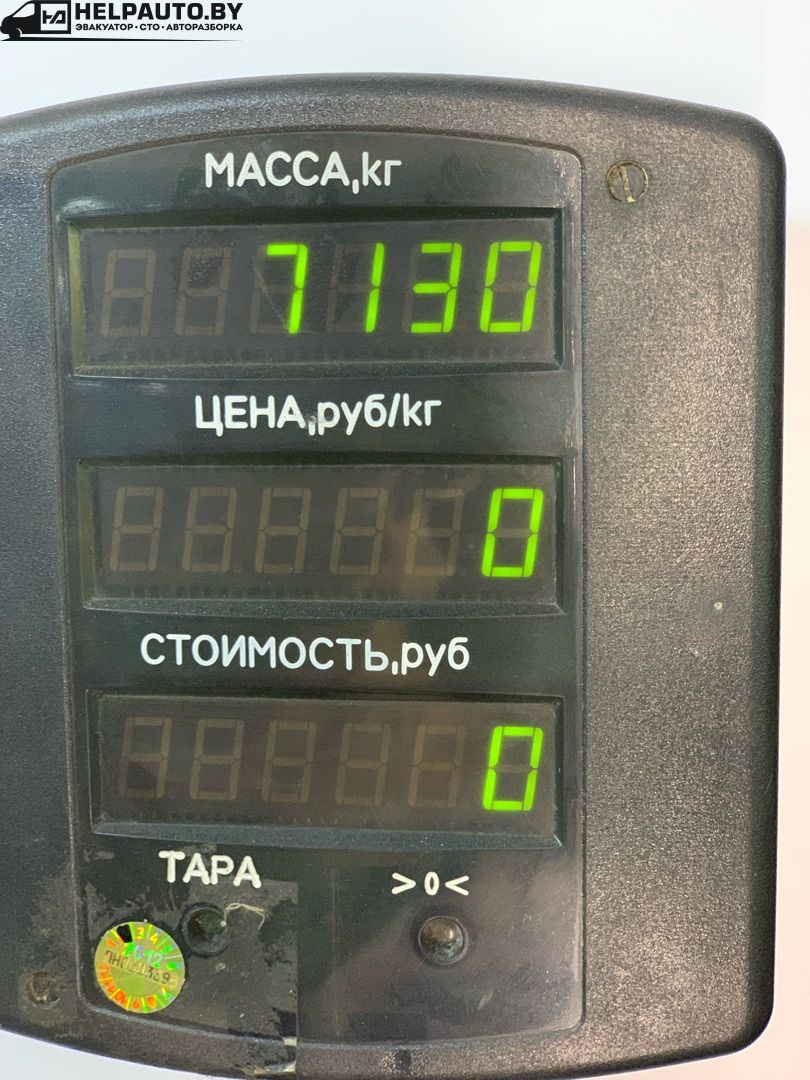 HELPAUTO.BY
ЭВАКУАТОР • СТО • АВТОРАЗБОРКА
МАССА,кг
7130
ЦЕНА,руб/кг
0
СТОИМОСТЬ,руб
0
ТАРА
>0<